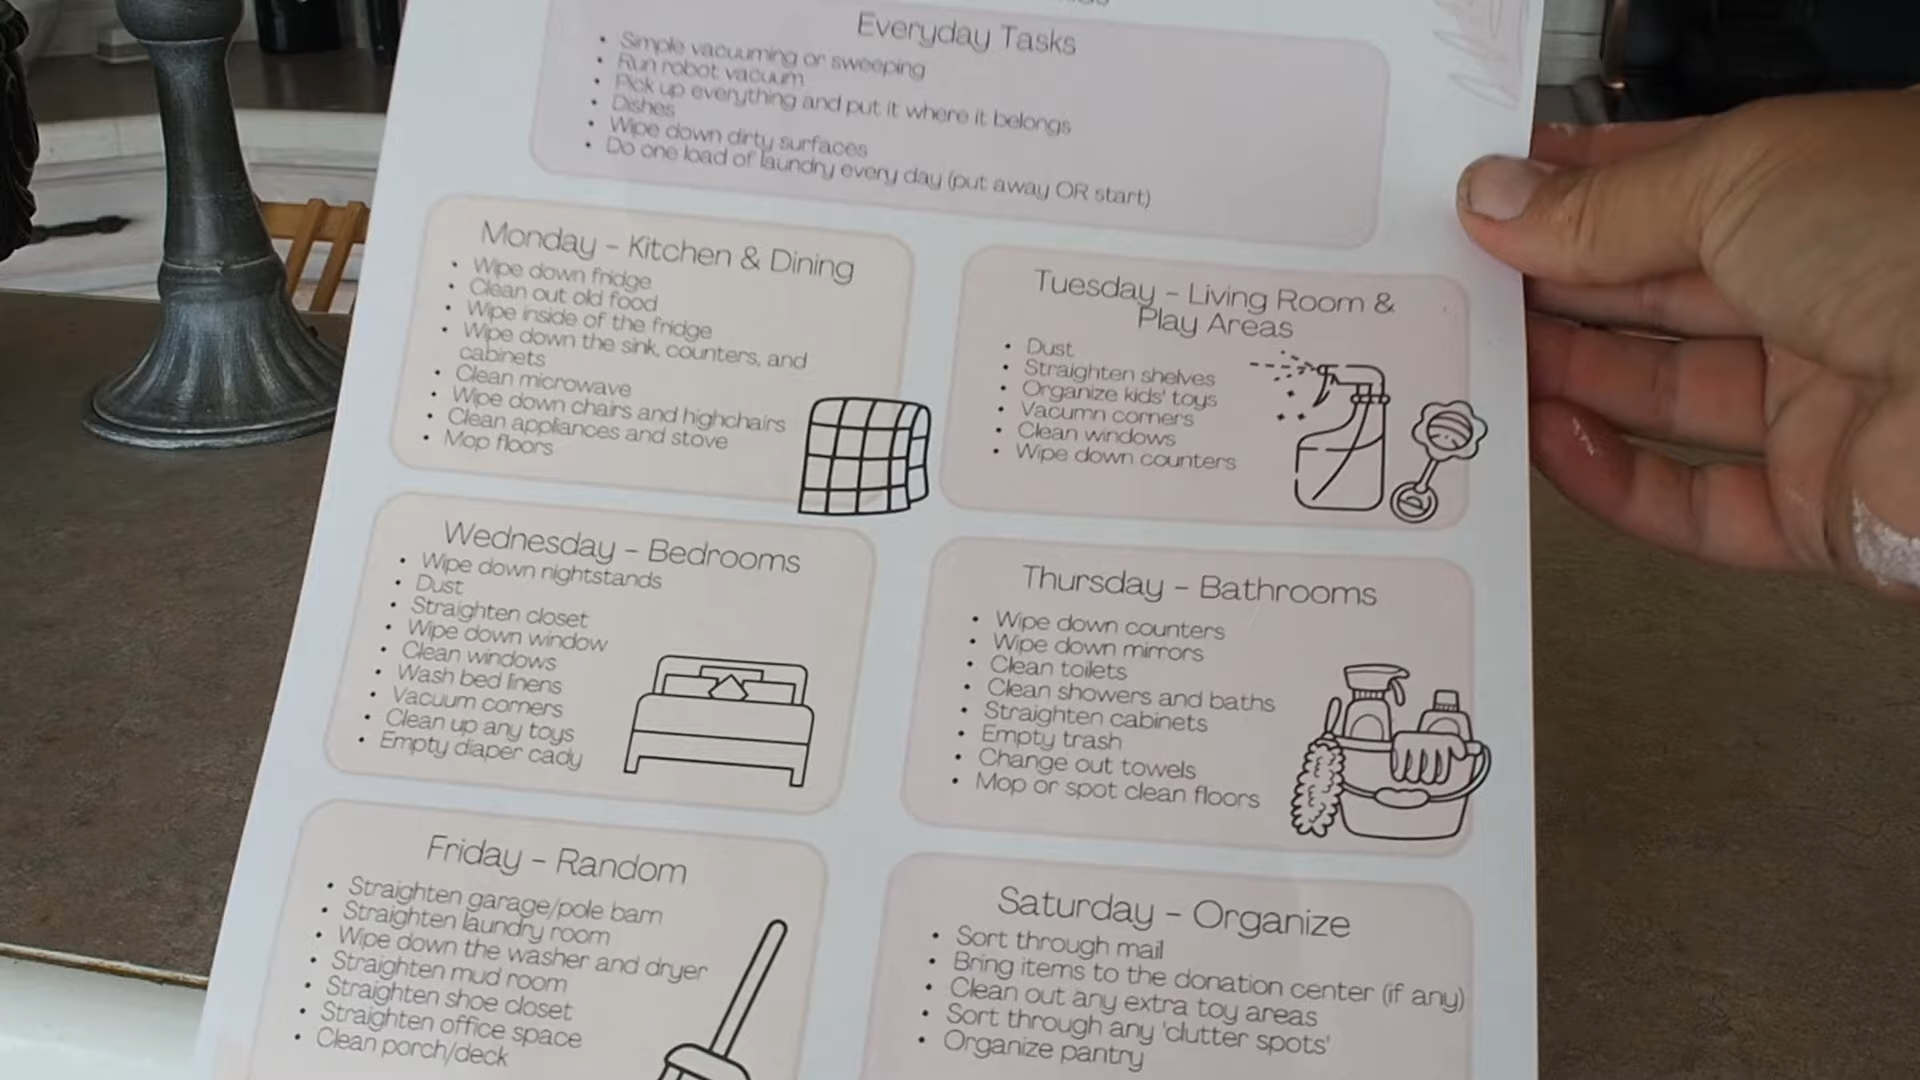 Everyday Tasks
• Simple vacuuming or sweeping
• Run robot vacuum
• Pick up everything and put it where it belongs
• Dishes
• Wipe down dirty surfaces
• Do one load of laundry every day (put away OR start)
Monday - Kitchen & Dining
• Wipe down fridge
• Clean out old food
• Wipe inside of the fridge
• Wipe down the sink, counters, and
cabinets
• Clean microwave
• Wipe down chairs and highchairs
• Clean appliances and stove
• Mop floors
Tuesday - Living Room &
Play Areas
• Dust
• Straighten shelves
• Organize kids' toys
• Vacumn corners
• Clean windows
• Wipe down counters
Wednesday - Bedrooms
• Wipe down nightstands
• Dust
• Straighten closet
• Wipe down window
• Clean windows
• Wash bed linens
• Vacuum corners
• Clean up any toys
• Empty diaper cady
Thursday - Bathrooms
• Wipe down counters
• Wipe down mirrors
• Clean toilets
• Clean showers and baths
• Straighten cabinets
• Empty trash
• Change out towels
• Mop or spot clean floors
Friday - Random
• Straighten garage/pole barn
• Straighten laundry room
• Wipe down the washer and dryer
• Straighten mud room
• Straighten shoe closet
• Straighten office space
• Clean porch/deck
Saturday - Organize
• Sort through mail
• Bring items to the donation center (if any)
• Clean out any extra toy areas
• Sort through any 'clutter spots'
• Organize pantry